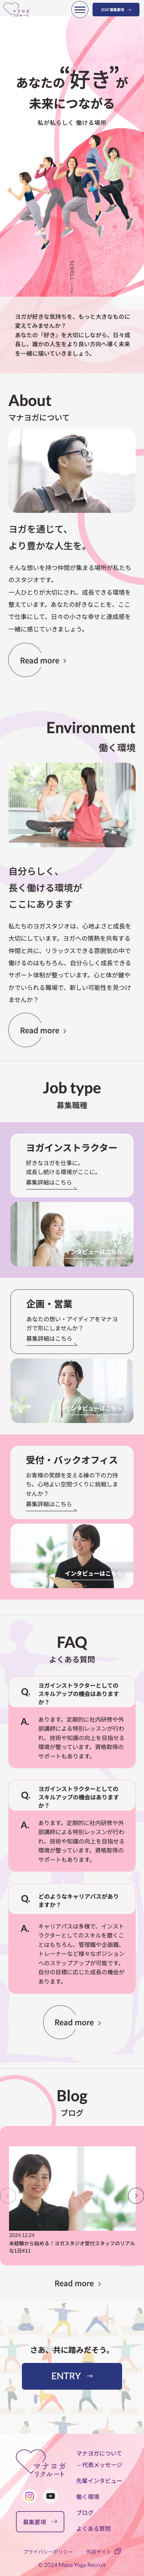 マナヨガ
リクルート
2025'募集要項
あなたの“好き”が
未来につながる
私が私らしく 働ける場所
SCROLL
ヨガが好きな気持ちを、もっと大きなものに
変えてみませんか？
あなたの『好き』を大切にしながら、日々成
長し、誰かの人生をより良い方向へ導く未来
を一緒に描いていきましょう。
About
マナヨガについて
ヨガを通じて、
より豊かな人生を。
そんな想いを持つ仲間が集まる場所が私たち
のスタジオです。
一人ひとりが大切にされ、成長できる環境を
整えています。あなたの好きなことを、ここ
で仕事にして、日々の小さな幸せと達成感を
一緒に感じていきましょう。
Read more
Environment
働く環境
自分らしく、
長く働ける環境が
ここにあります
私たちのヨガスタジオは、心地よさと成長を
大切にしています。ヨガへの情熱を共有する
仲間と共に、リラックスできる雰囲気の中で
働けるのはもちろん、自分らしく成長できる
サポート体制が整っています。心と体が健や
かでいられる職場で、新しい可能性を見つけ
ませんか？
Read more
Job type
募集職種
ヨガインストラクター
好きなヨガを仕事に。
成長し続ける環境がここに。
募集詳細はこちら
インタビューはこちら
企画・営業
あなたの想い・アイディアをマナヨ
ガで形にしませんか？
募集詳細はこちら
インタビューはこちら
受付・バックオフィス
お客様の笑顔を支える縁の下の力持
ち。心地よい空間づくりに挑戦しま
せんか？
募集詳細はこちら
インタビューはこちら
FAQ
よくある質問
Q.
ヨガインストラクターとしての
スキルアップの機会はあります
か？
A.
あります。定期的に社内研修や外
部講師による特別レッスンが行わ
れ、技術や知識の向上を目指せる
環境が整っています。資格取得の
サポートもあります。
Q.
ヨガインストラクターとしての
スキルアップの機会はあります
か？
A.
あります。定期的に社内研修や外
部講師による特別レッスンが行わ
れ、技術や知識の向上を目指せる
環境が整っています。資格取得の
サポートもあります。
Q.
どのようなキャリアパスがあり
ますか？
A.
キャリアパスは多様で、インスト
ラクターとしてのスキルを磨くこ
とはもちろん、管理職や企画職、
トレーナーなど様々なポジション
へのステップアップが可能です。
自分の目標に応じた成長の機会が
あります。
Read more
Blog
ブログ
2024.12.24
未経験から始める！ヨガスタジオ受付スタッフのリアル
な1日#11
Read more
さあ、共に踏みだそう。
ENTRY
マナヨガ
リクルート
募集要項
マナヨガについて
- 代表メッセージ
先輩インタビュー
働く環境
ブログ
よくある質問
プライバシーポリシー
外部サイト
© 2024 Mana Yoga Recruit